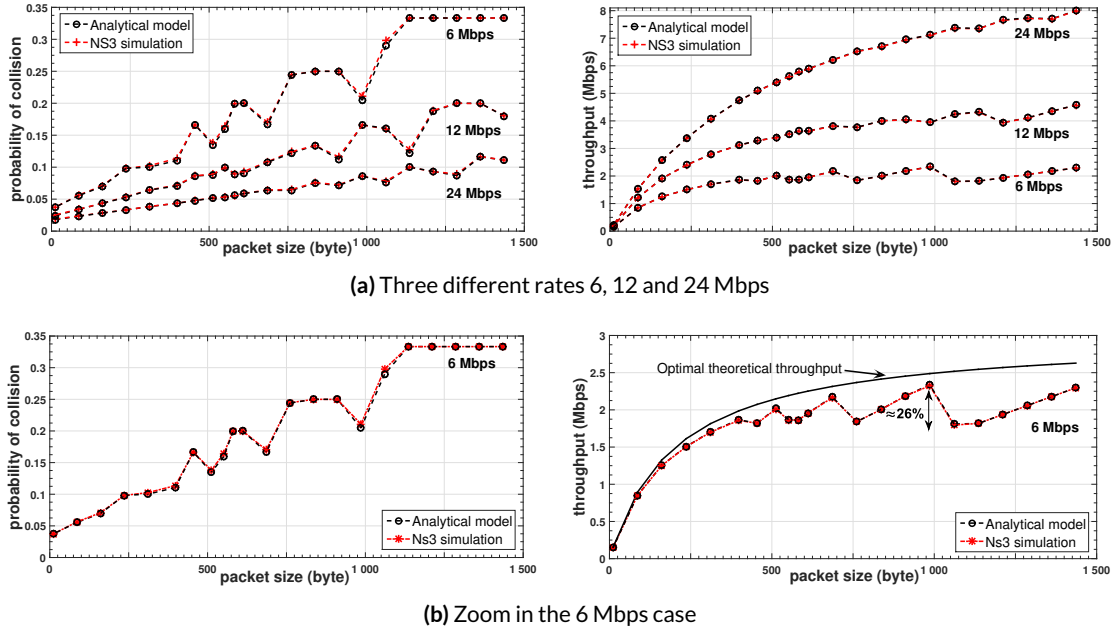 0.35
0.3
0.25
0.2
0.15
0.1
0.05
0
probability of collision
Analytical model
NS3 simulation
6 Mbps
12 Mbps
24 Mbps
0
500
1 000
1 500
packet size (byte)
8
7
6
5
4
3
2
1
0
throughput (Mbps)
Analytical model
NS3 simulation
24 Mbps
12 Mbps
6 Mbps
0
500
1 000
1 500
packet size (byte)
(a) Three different rates 6, 12 and 24 Mbps
0.35
0.3
0.25
0.2
0.15
0.1
0.05
0
probability of collision
6 Mbps
Analytical model
Ns3 simulation
0
500
1 000
1 500
packet size (byte)
3
2.5
2
1.5
1
0.5
0
throughput (Mbps)
Optimal theoretical throughput
≈26%
6 Mbps
Analytical model
Ns3 simulation
0
500
1 000
1 500
packet size (byte)
(b) Zoom in the 6 Mbps case